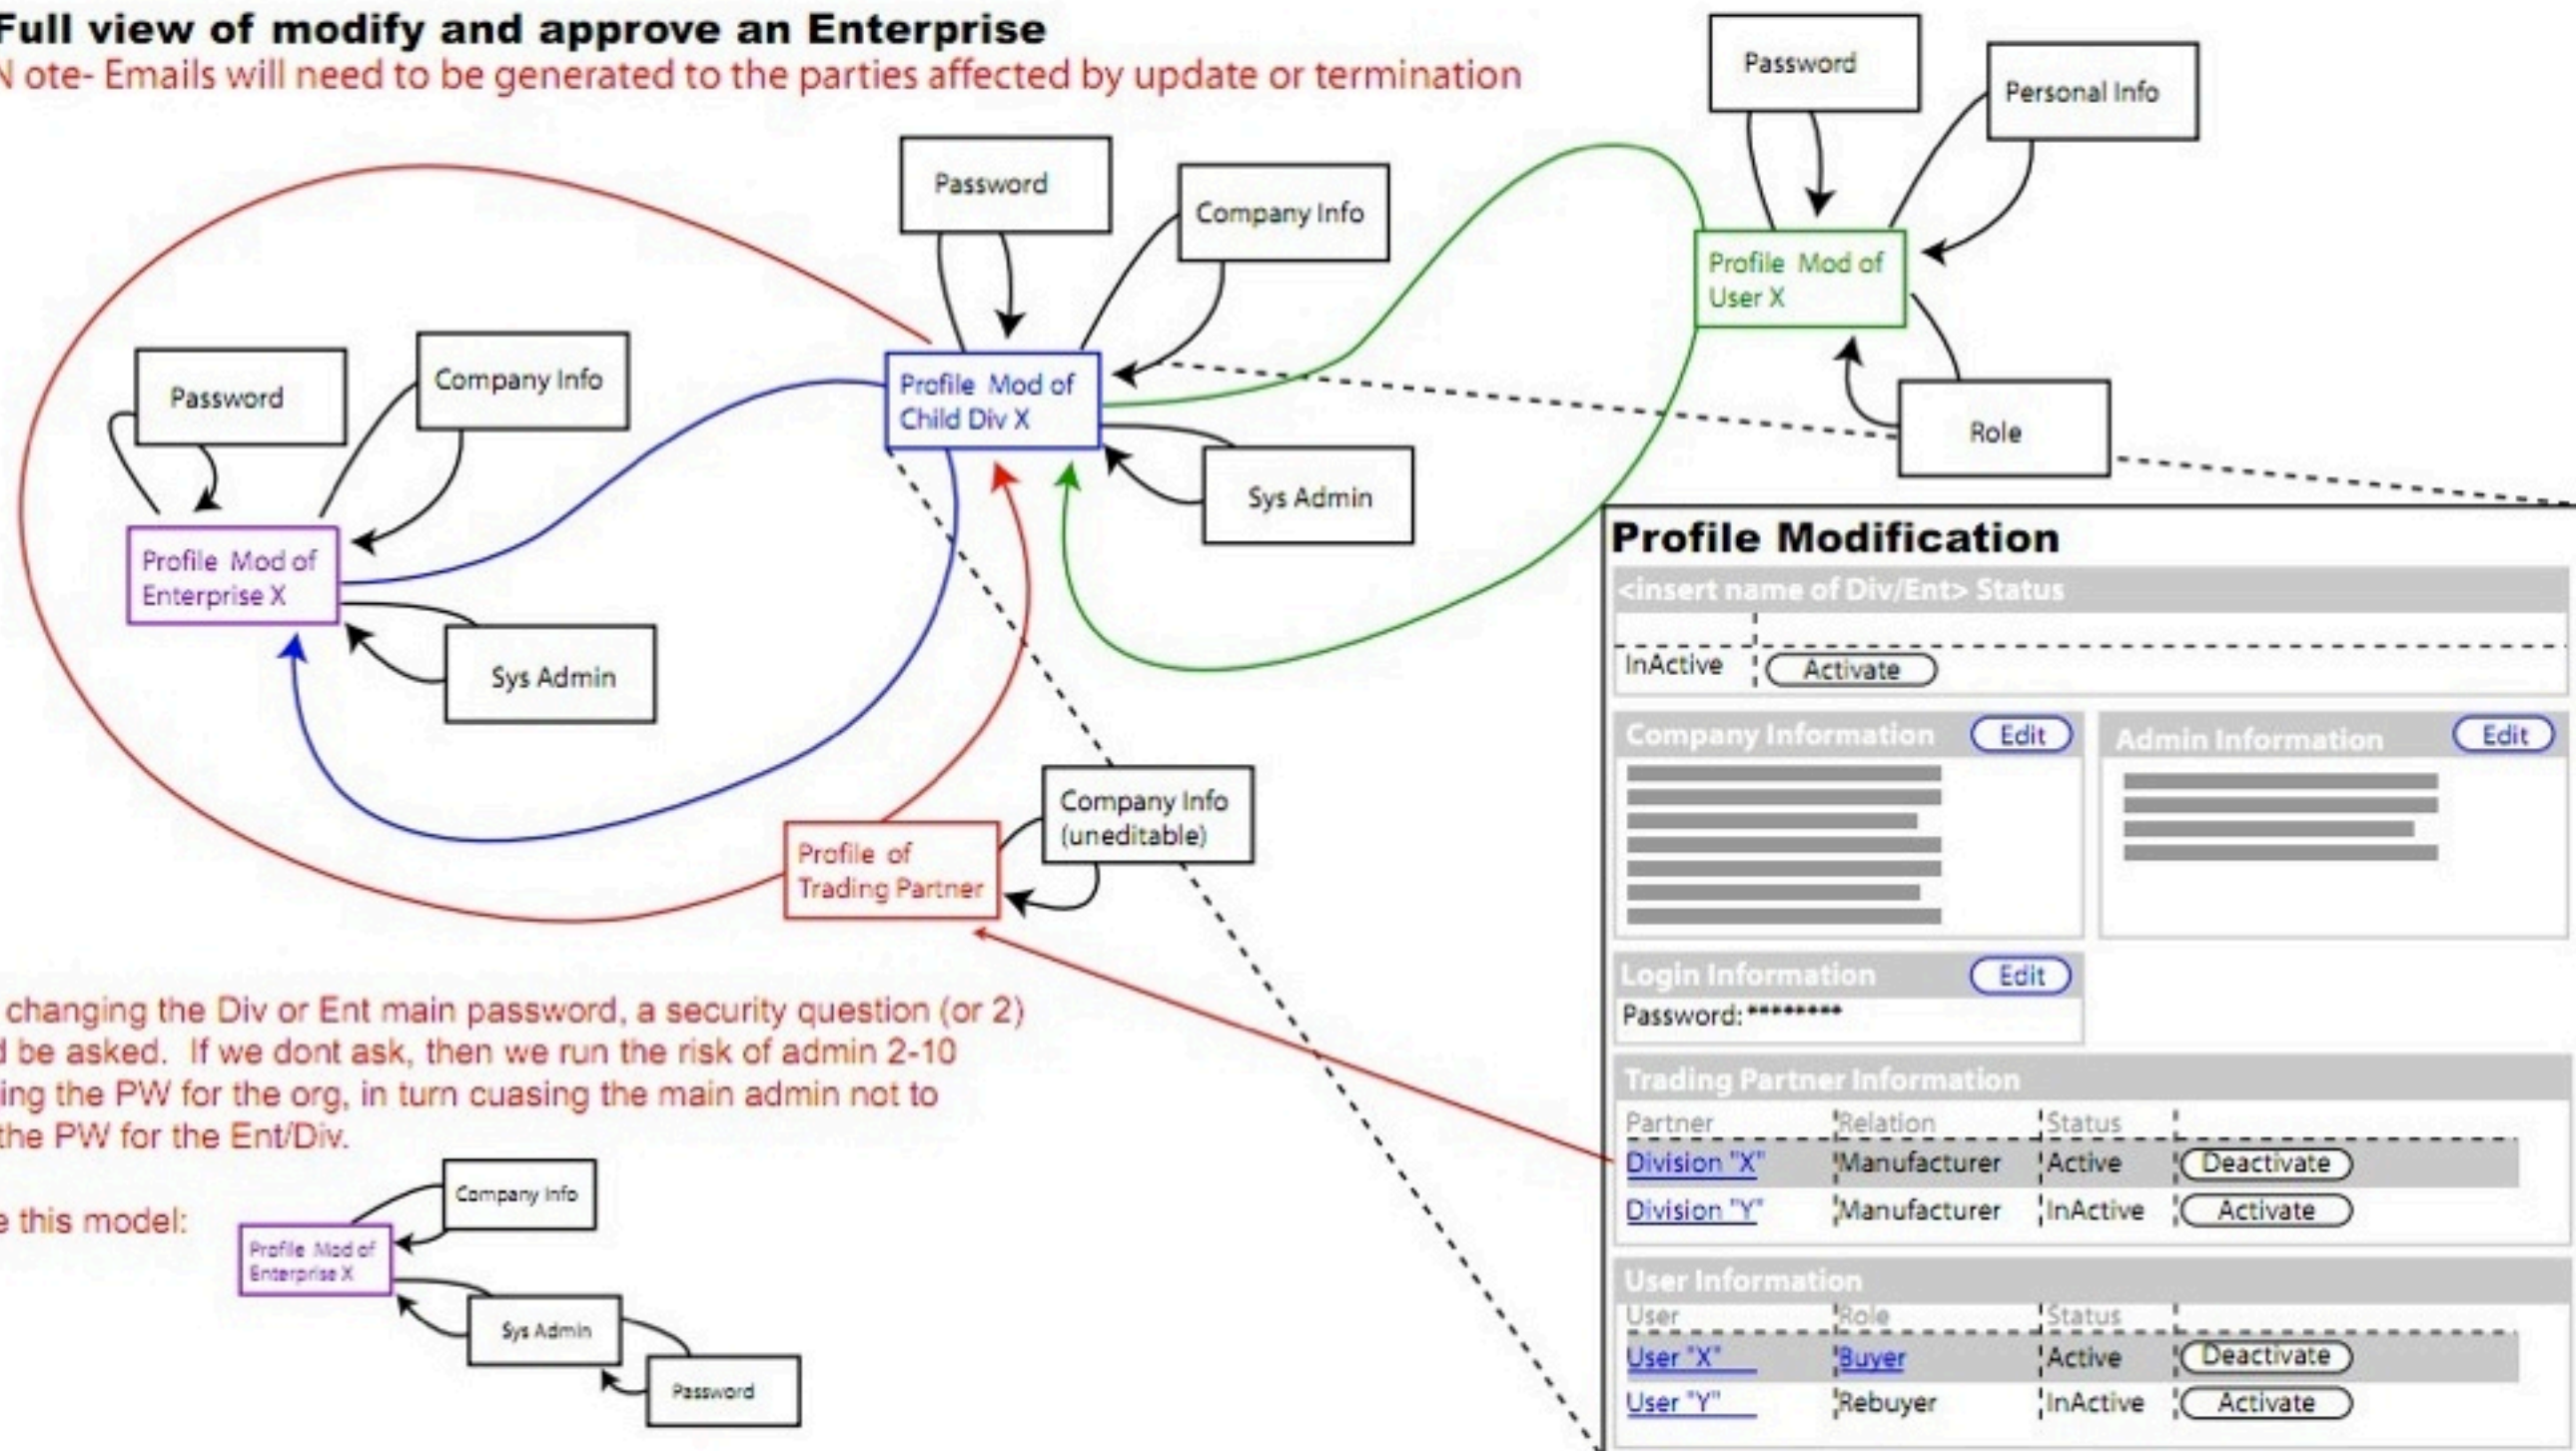 Full view of modify and approve an Enterprise
N ote- Emails will need to be generated to the parties affected by update or termination
Password
Personal Info
Password
Company Info
Profile Mod of
User X
Password
Company Info
Profile Mod of
Child Div X
Role
Sys Admin
Profile Mod of
Enterprise X
Sys Admin
Company Info
(uneditable)
Profile of
Trading Partner
changing the Div or Ent main password, a security question (or 2)
d be asked. If we dont ask, then we run the risk of admin 2-10
ing the PW for the org, in turn cuasing the main admin not to
the PW for the Ent/Div.
e this model:
Company Info
Profile Mod of
Enterprise X
Sys Admin
Password
Profile Modification
<insert name of Div/Ent> Status
InActive Activate
Company Information Edit
Admin Information Edit
Login Information Edit
Password: ********
Trading Partner Information
Partner Relation Status
Division "X" Manufacturer Active Deactivate
Division "Y" Manufacturer InActive Activate
User Information
User Role Status
User "X" Buyer Active Deactivate
User "Y" Rebuyer InActive Activate